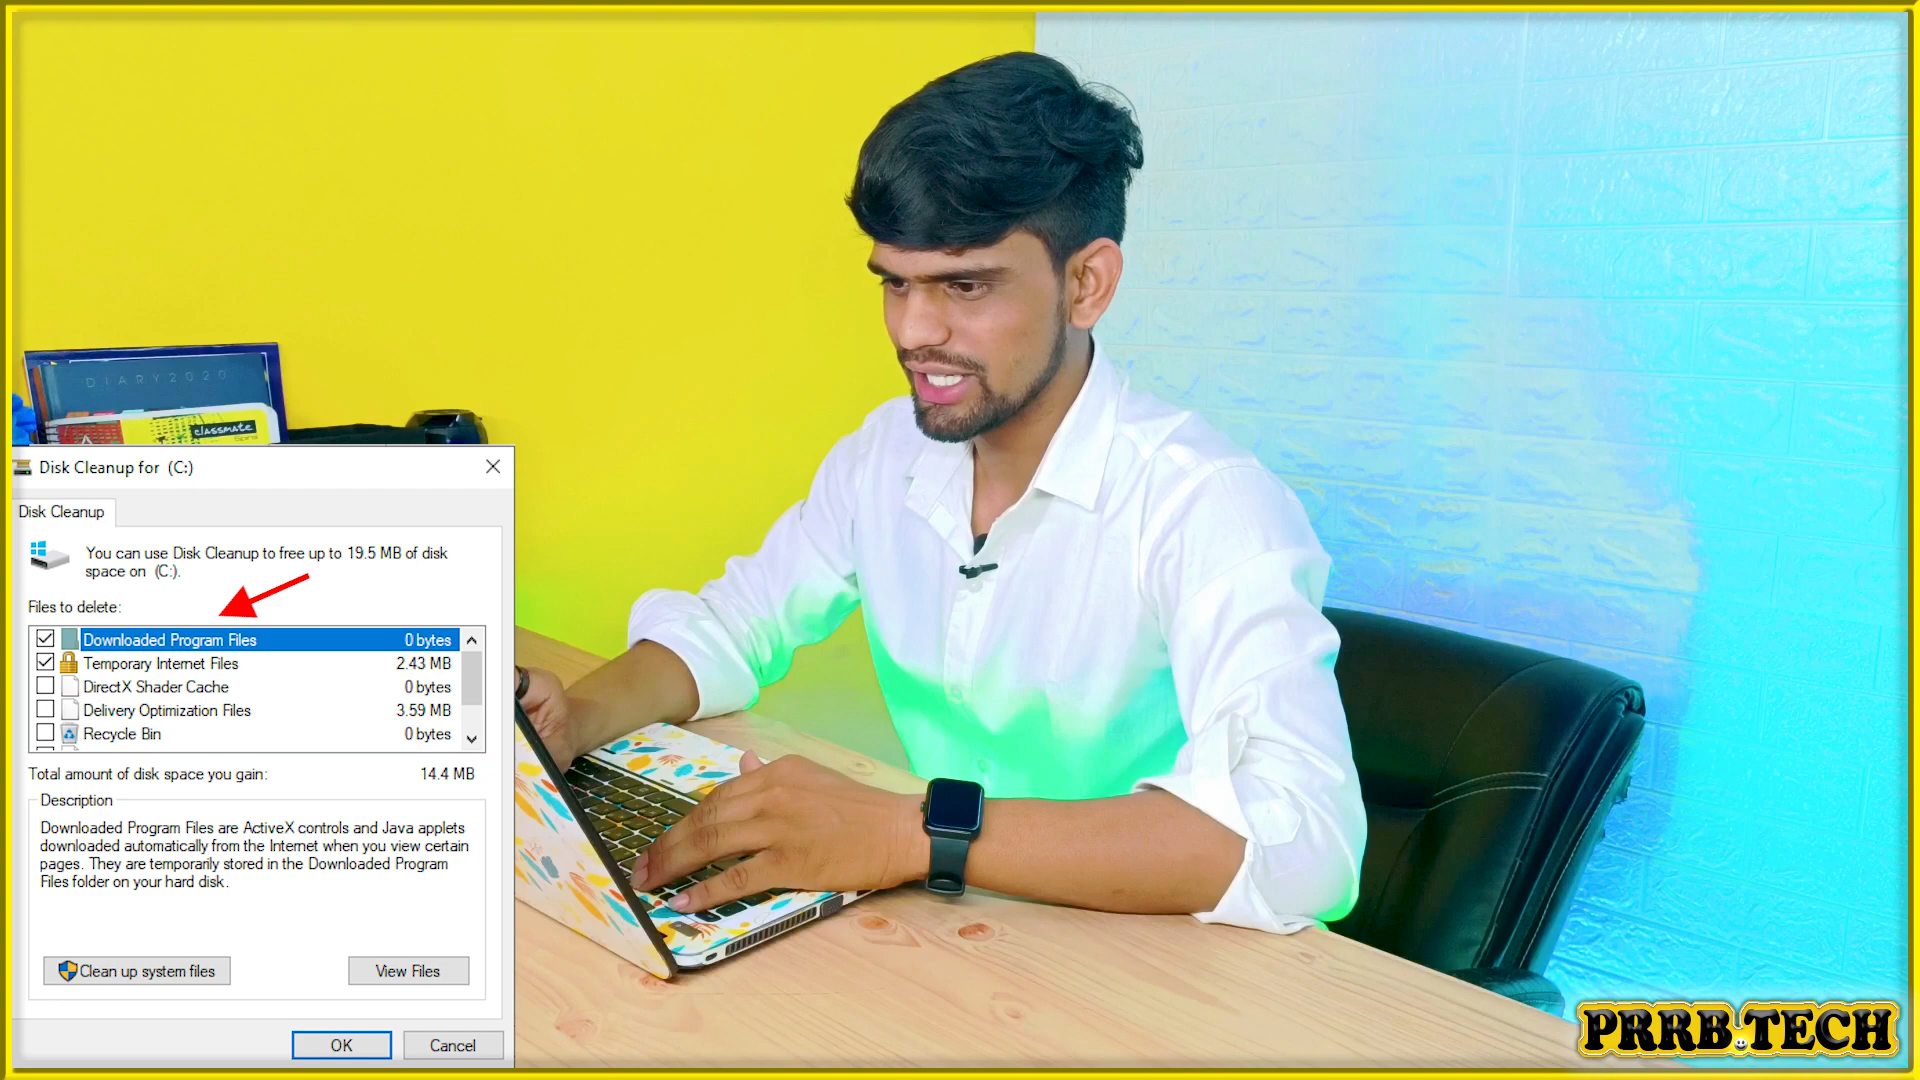 DIARY2020
classmate
Disk Cleanup for (C:)
Disk Cleanup
You can use Disk Cleanup to free up to 19.5 MB of disk
space on (C:).
Files to delete:
Downloaded Program Files 0 bytes
Temporary Internet Files 2.43 MB
DirectX Shader Cache 0 bytes
Delivery Optimization Files 3.59 MB
Recycle Bin 0 bytes
Total amount of disk space you gain: 14.4 MB
Description
Downloaded Program Files are ActiveX controls and Java applets
downloaded automatically from the Internet when you view certain
pages. They are temporarily stored in the Downloaded Program
Files folder on your hard disk.
Clean up system files
View Files
OK
Cancel
PRRB.TECH